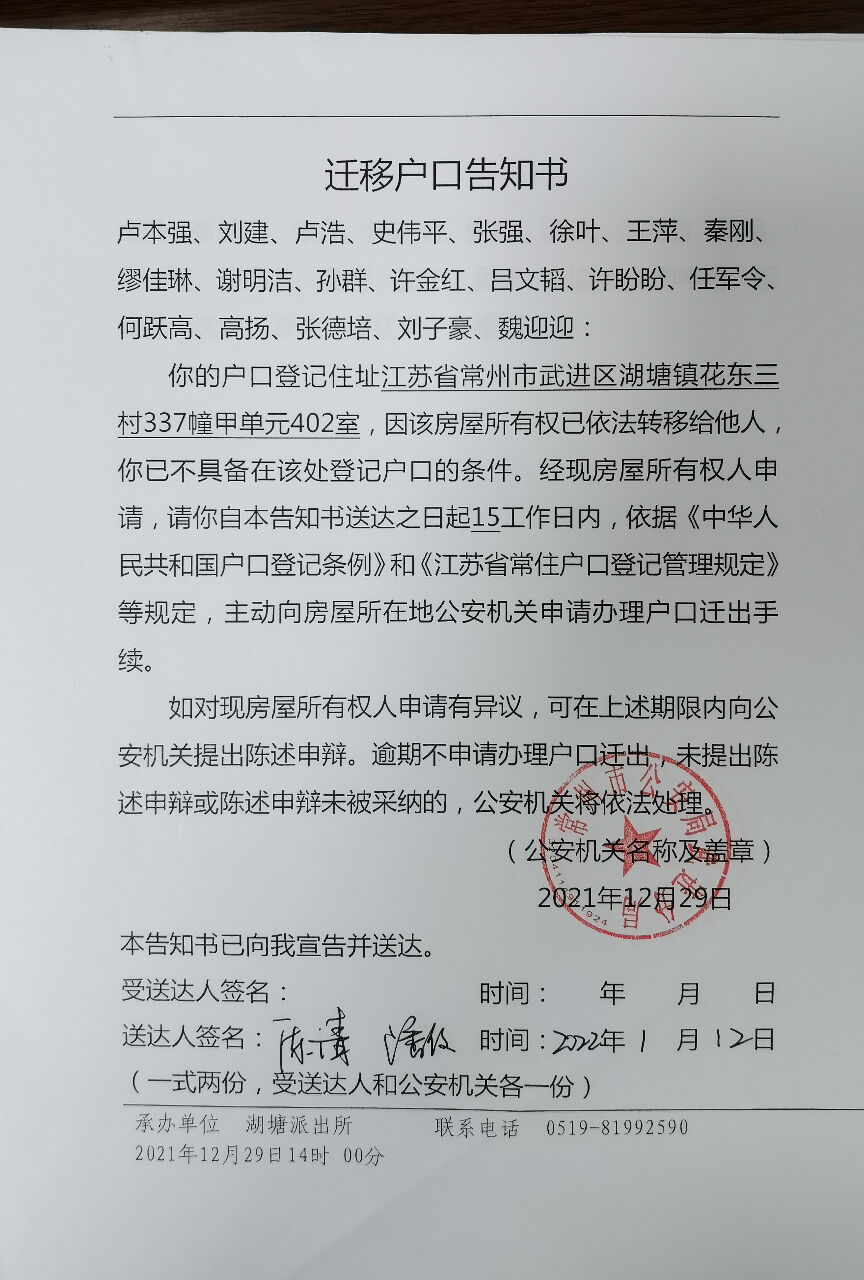 迁移户口告知书
卢本强、刘建、卢浩、史伟平、张强、徐叶、王萍、秦刚、
缪佳琳、谢明洁、孙群、许金红、吕文韬、许盼盼、任军令、
何跃高、高扬、张德培、刘子豪、魏迎迎：
你的户口登记住址江苏省常州市武进区湖塘镇花东三
村337幢甲单元402室，因该房屋所有权已依法转移给他人，
你已不具备在该处登记户口的条件。经现房屋所有权人申
请，请你自本告知书送达之日起15工作日内，依据《中华人
民共和国户口登记条例》和《江苏省常住户口登记管理规定》
等规定，主动向房屋所在地公安机关申请办理户口迁出手
续。
如对现房屋所有权人申请有异议，可在上述期限内向公
安机关提出陈述申辩。逾期不申请办理户口迁出，未提出陈
述申辩或陈述申辩未被采纳的，公安机关将依法处理。
常州市公安局武进分局
（公安机关名称及盖章）
2021年12月29日
本告知书已向我宣告并送达。
受送达人签名： 时间： 年 月 日
送达人签名： 时间：2022年1月12日
（一式两份，受送达人和公安机关各一份）
承办单位 湖塘派出所 联系电话 0519-81992590
2021年12月29日14时 00分